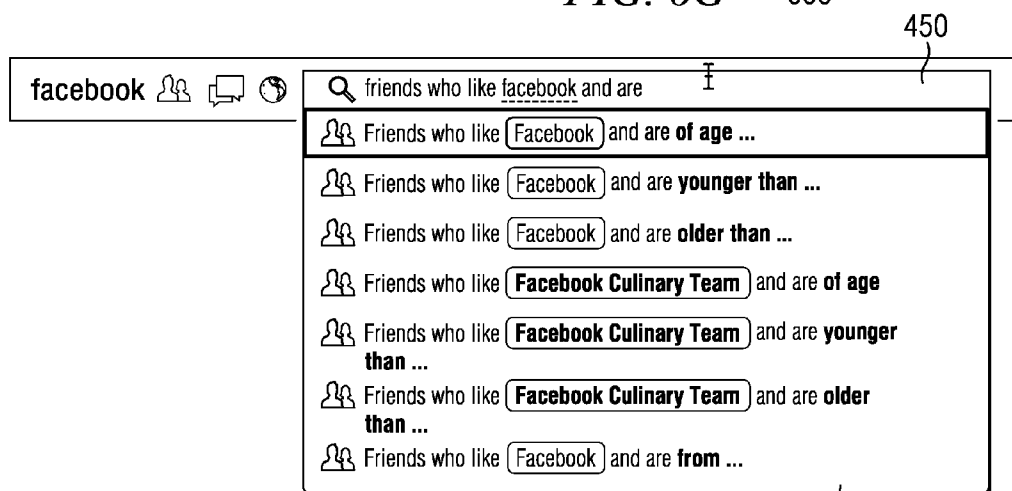 450
facebook
friends who like facebook and are
Friends who like Facebook and are of age ...
Friends who like Facebook and are younger than ...
Friends who like Facebook and are older than ...
Friends who like Facebook Culinary Team and are of age
Friends who like Facebook Culinary Team and are younger
than ...
Friends who like Facebook Culinary Team and are older
than ...
Friends who like Facebook and are from ...